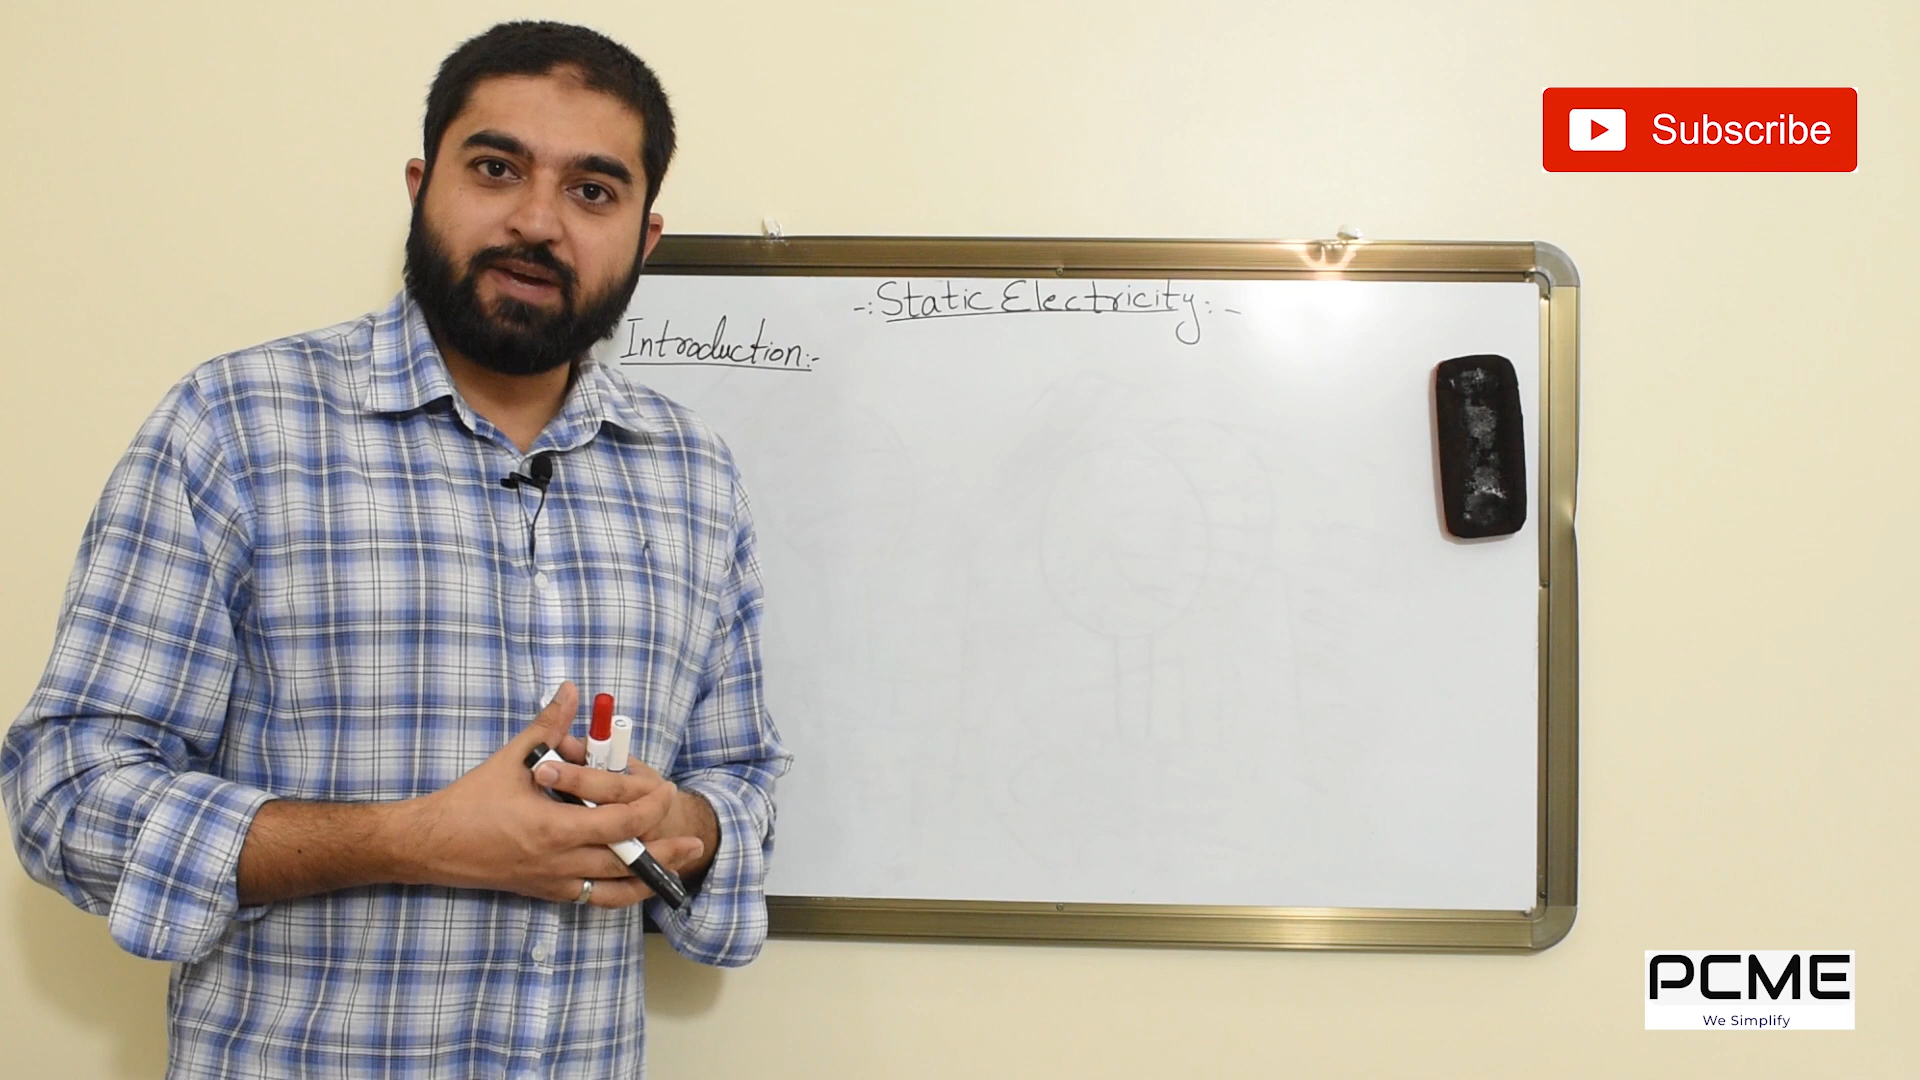 Subscribe
-:Static Electricity:-
Introduction:-
PCME
We Simplify